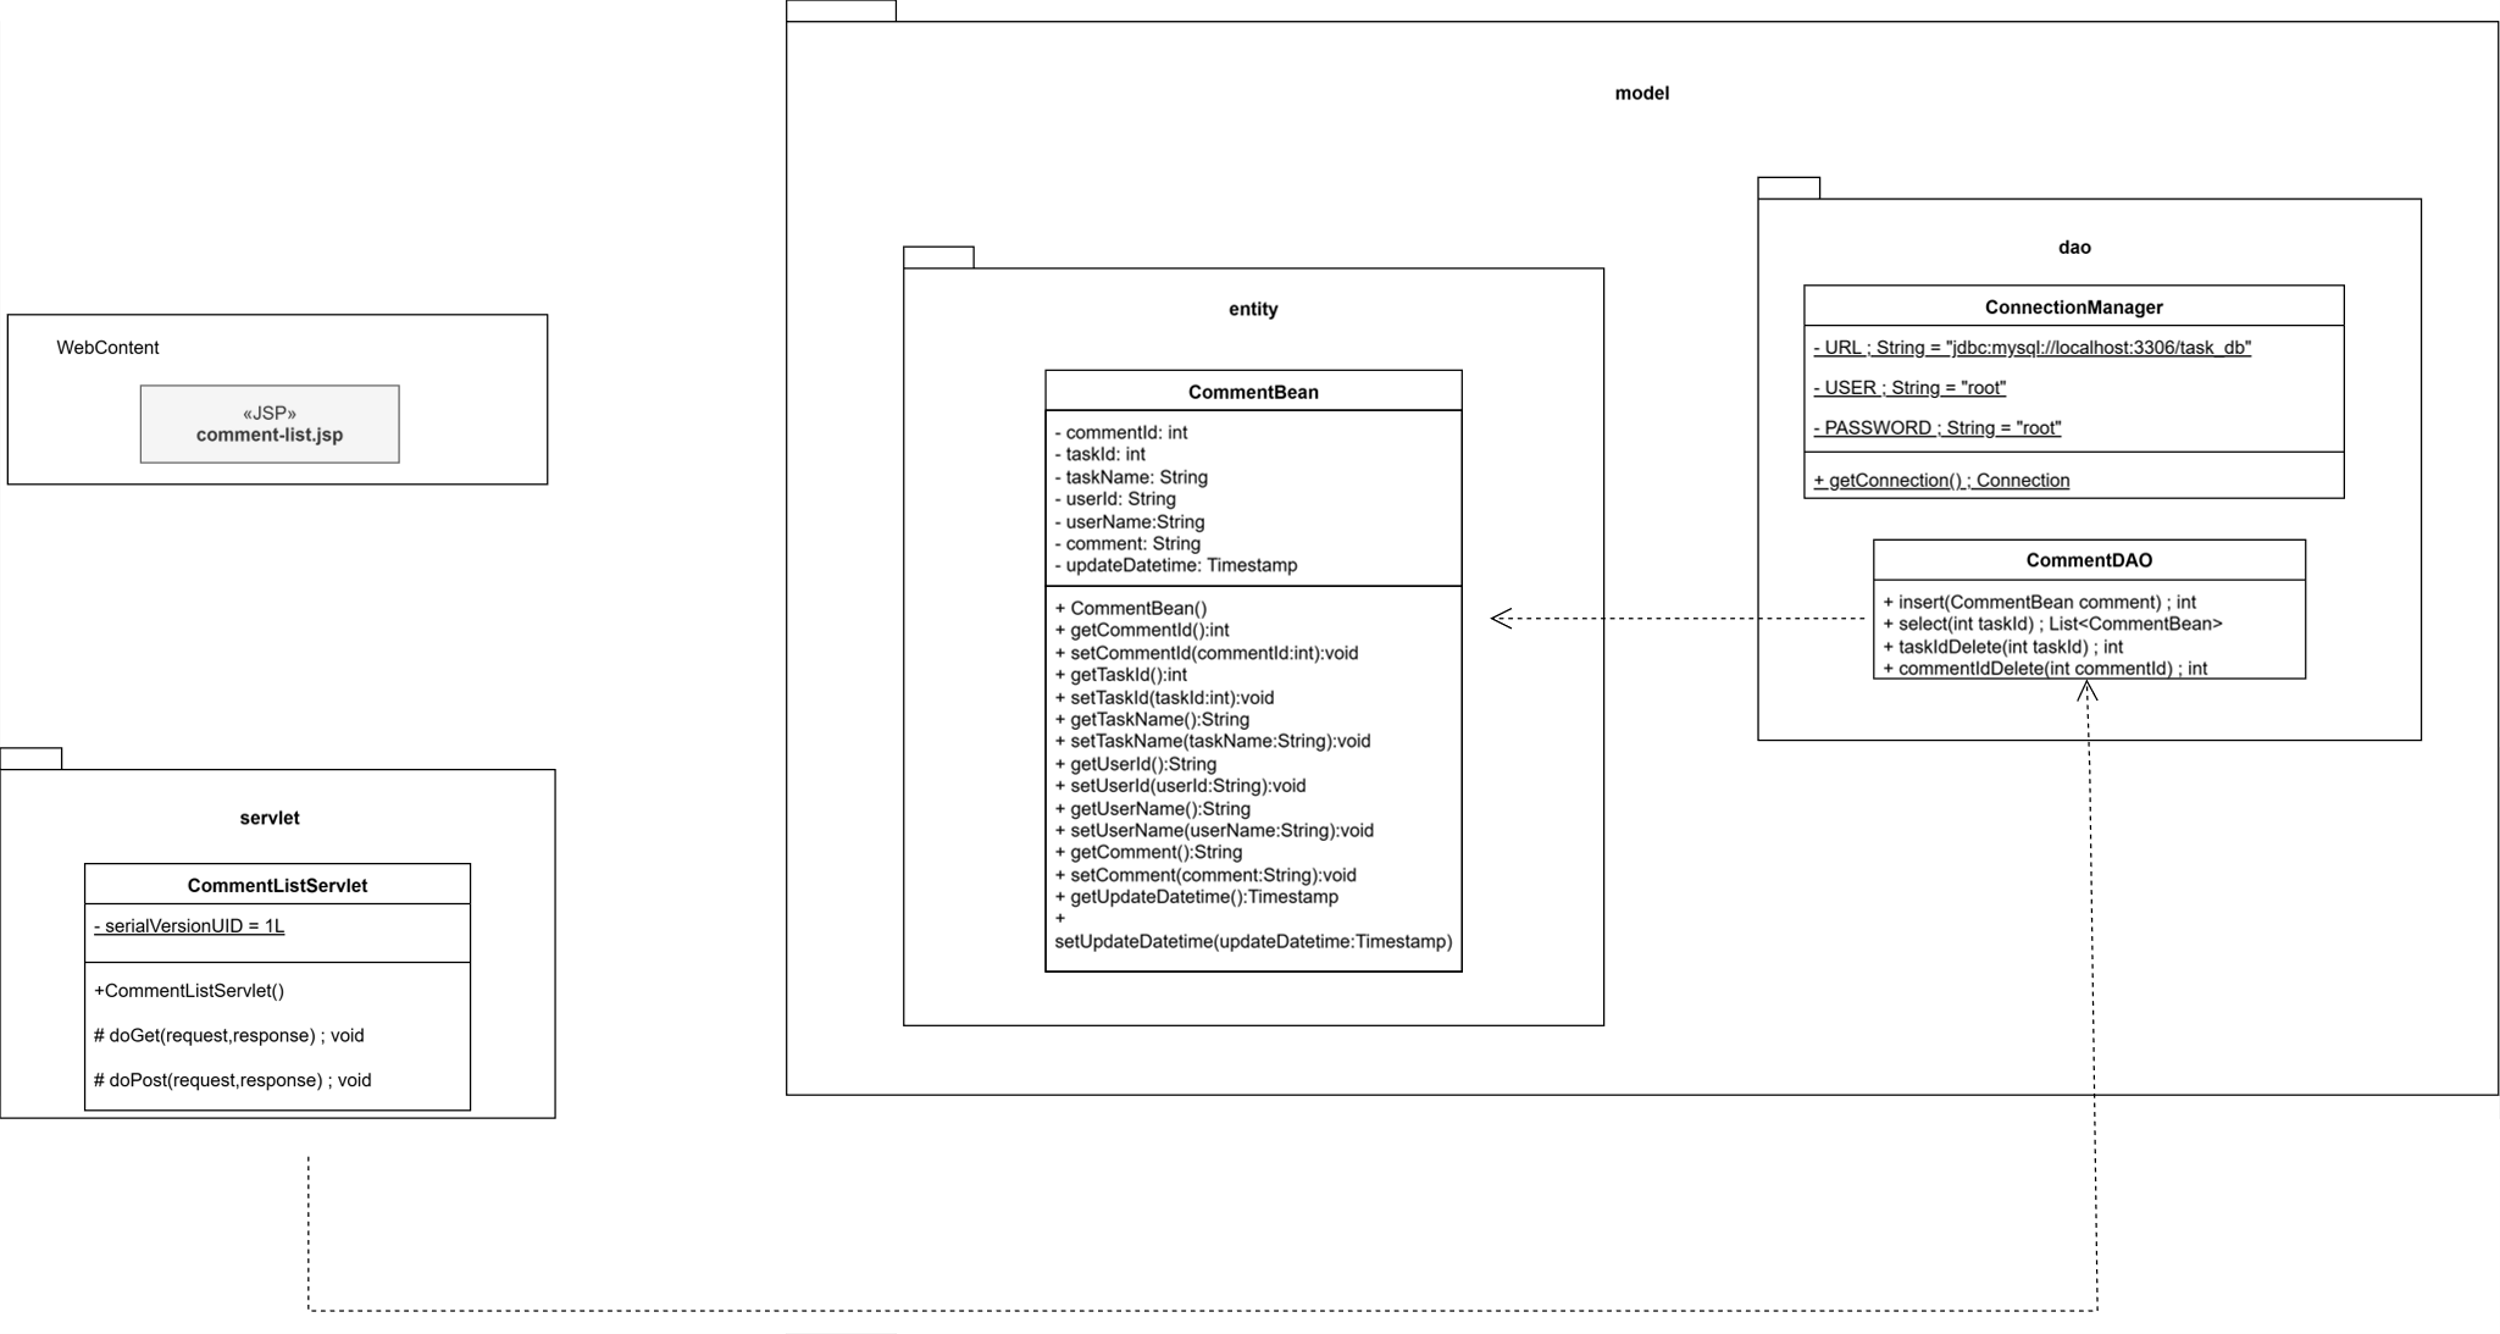 model
dao
ConnectionManager
- URL ; String = "jdbc:mysql://localhost:3306/task_db"
- USER ; String = "root"
- PASSWORD ; String = "root"
+ getConnection() ; Connection
CommentDAO
+ insert(CommentBean comment) ; int
+ select(int taskId) ; List<CommentBean>
+ taskIdDelete(int taskId) ; int
+ commentIdDelete(int commentId) ; int
entity
CommentBean
- commentId: int
- taskId: int
- taskName: String
- userId: String
- userName:String
- comment: String
- updateDatetime: Timestamp
+ CommentBean()
+ getCommentId():int
+ setCommentId(commentId:int):void
+ getTaskId():int
+ setTaskId(taskId:int):void
+ getTaskName():String
+ setTaskName(taskName:String):void
+ getUserId():String
+ setUserId(userId:String):void
+ getUserName():String
+ setUserName(userName:String):void
+ getComment():String
+ setComment(comment:String):void
+ getUpdateDatetime():Timestamp
+
setUpdateDatetime(updateDatetime:Timestamp)
WebContent
«JSP»
comment-list.jsp
servlet
CommentListServlet
- serialVersionUID = 1L
+CommentListServlet()
# doGet(request,response) ; void
# doPost(request,response) ; void